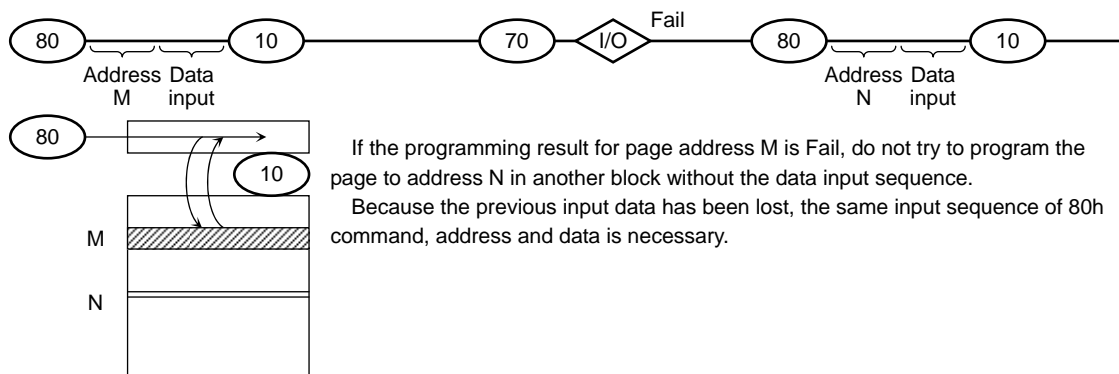 Fail
80 10 70 I/O 80 10
Address Data Address Data
M input N input
80
10
M
N
If the programming result for page address M is Fail, do not try to program the
page to address N in another block without the data input sequence.
Because the previous input data has been lost, the same input sequence of 80h
command, address and data is necessary.